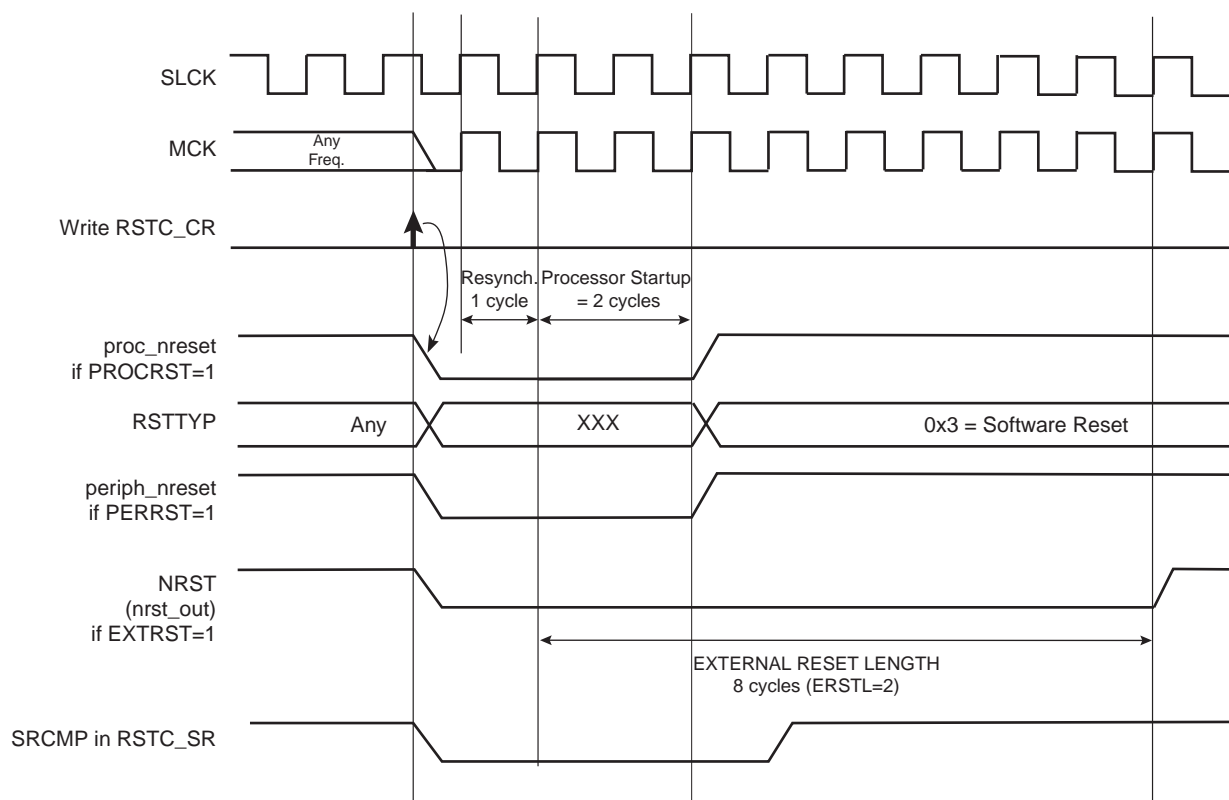 SLCK
MCK
Any
Freq.
Write RSTC_CR
Resynch.
1 cycle
Processor Startup
= 2 cycles
proc_nreset
if PROCRST=1
RSTTYP
Any
XXX
0x3 = Software Reset
periph_nreset
if PERRST=1
NRST
(nrst_out)
if EXTRST=1
EXTERNAL RESET LENGTH
8 cycles (ERSTL=2)
SRCMP in RSTC_SR